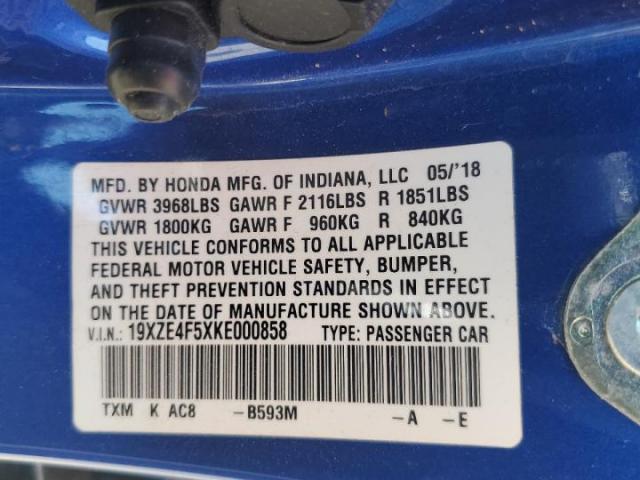 MFD. BY HONDA MFG. OF INDIANA, LLC 05/'18
GVWR 3968LBS GAWR F 2116LBS R 1851LBS
GVWR 1800KG GAWR F 960KG R 840KG
THIS VEHICLE CONFORMS TO ALL APPLICABLE
FEDERAL MOTOR VEHICLE SAFETY, BUMPER,
AND THEFT PREVENTION STANDARDS IN EFFECT
ON THE DATE OF MANUFACTURE SHOWN ABOVE.
V.I.N.: 19XZE4F5XKE000858 TYPE: PASSENGER CAR
TXM K AC8 -B593M -A -E